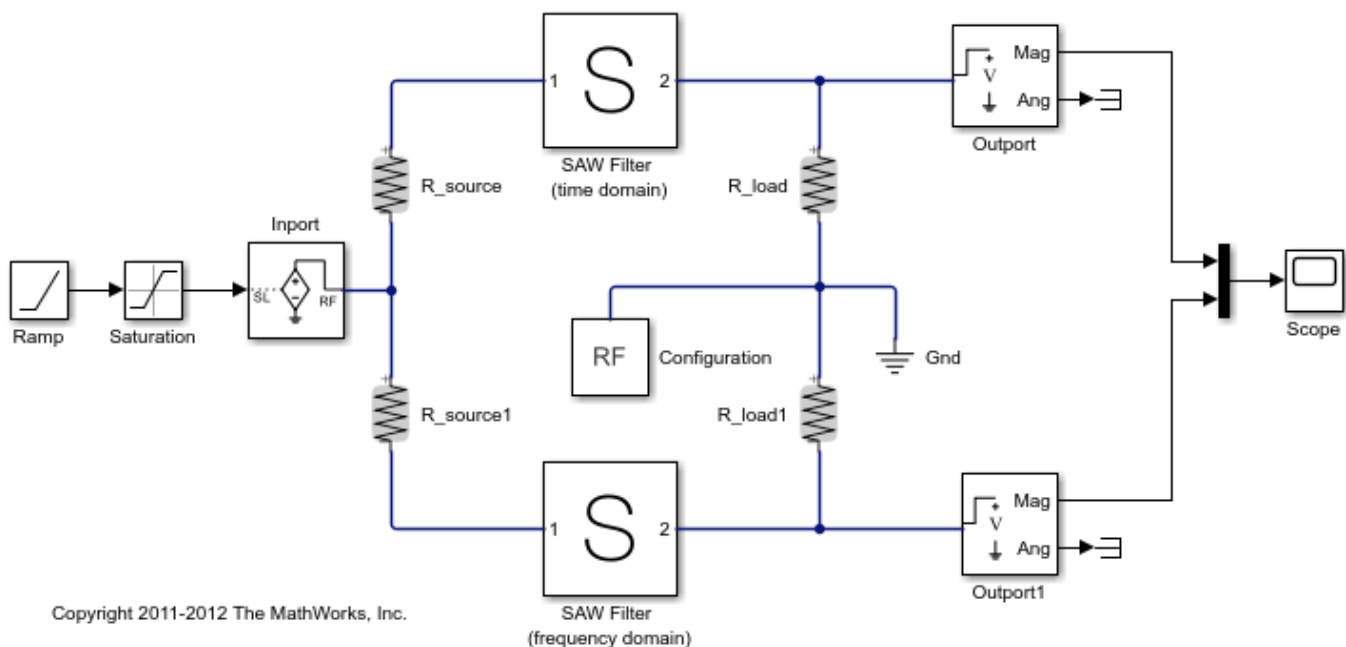 S
1
2
SAW Filter
(time domain)
R_source
R_load
+
V
Mag
Ang
Outport
Inport
SL
RF
Ramp
Saturation
RF
Configuration
Gnd
Scope
R_source1
R_load1
S
1
2
SAW Filter
(frequency domain)
+
V
Mag
Ang
Outport1
Copyright 2011-2012 The MathWorks, Inc.